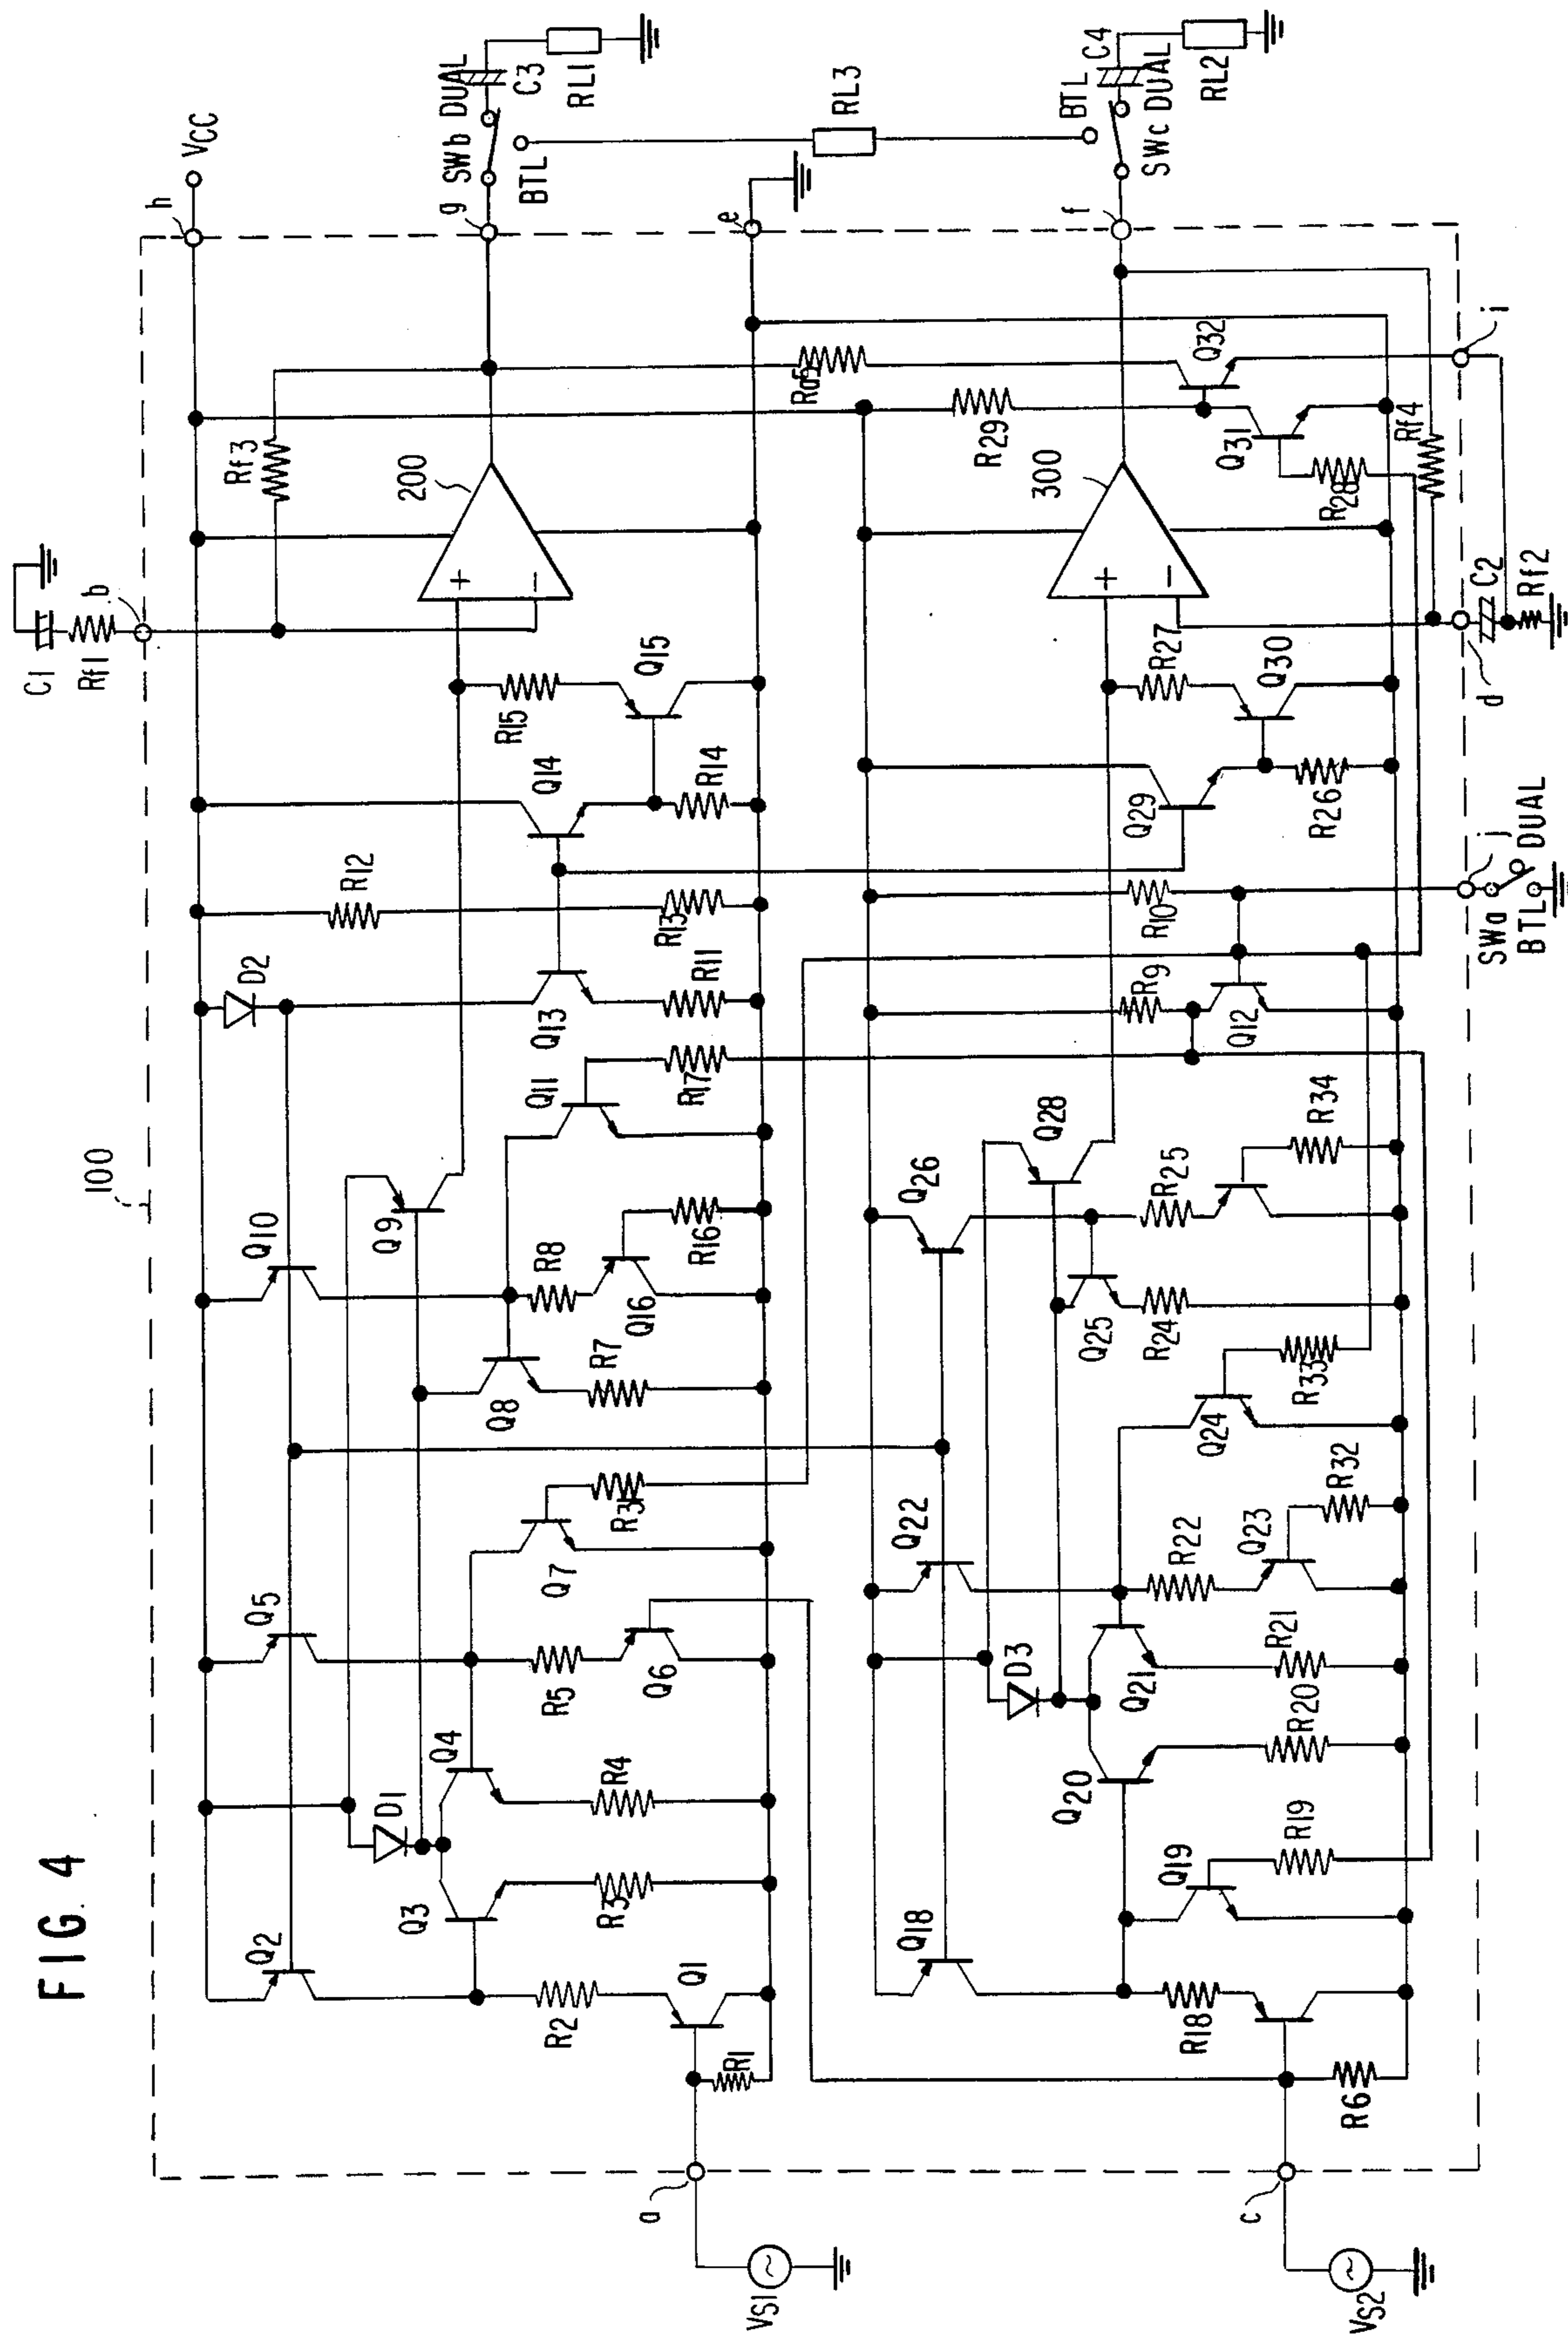 FIG. 4
100
h
VCC
g
SWb
DUAL
BTL
C3
RL1
RL3
e
f
BTL
SWc
DUAL
C4
RL2
C1
Rf1
b
Rf3
200
+
−
Ra5
Q32
i
R29
Q31
R28
Rf4
300
+
−
C2
Rf2
d
R15
Q15
Q14
R14
R12
R13
D2
Q13
R11
Q11
R17
R27
Q30
Q29
R26
R10
j
SWa
DUAL
BTL
R9
Q12
Q10
Q9
R8
Q16
R16
Q8
R7
Q28
Q26
R25
R34
Q25
R24
Q24
R33
R31
Q7
Q5
R5
Q6
Q22
R22
Q23
R32
D1
Q4
R4
Q3
R3
D3
Q21
R21
Q20
R20
Q19
R19
Q2
R2
Q1
R1
Q18
R18
R6
a
VS1
c
VS2